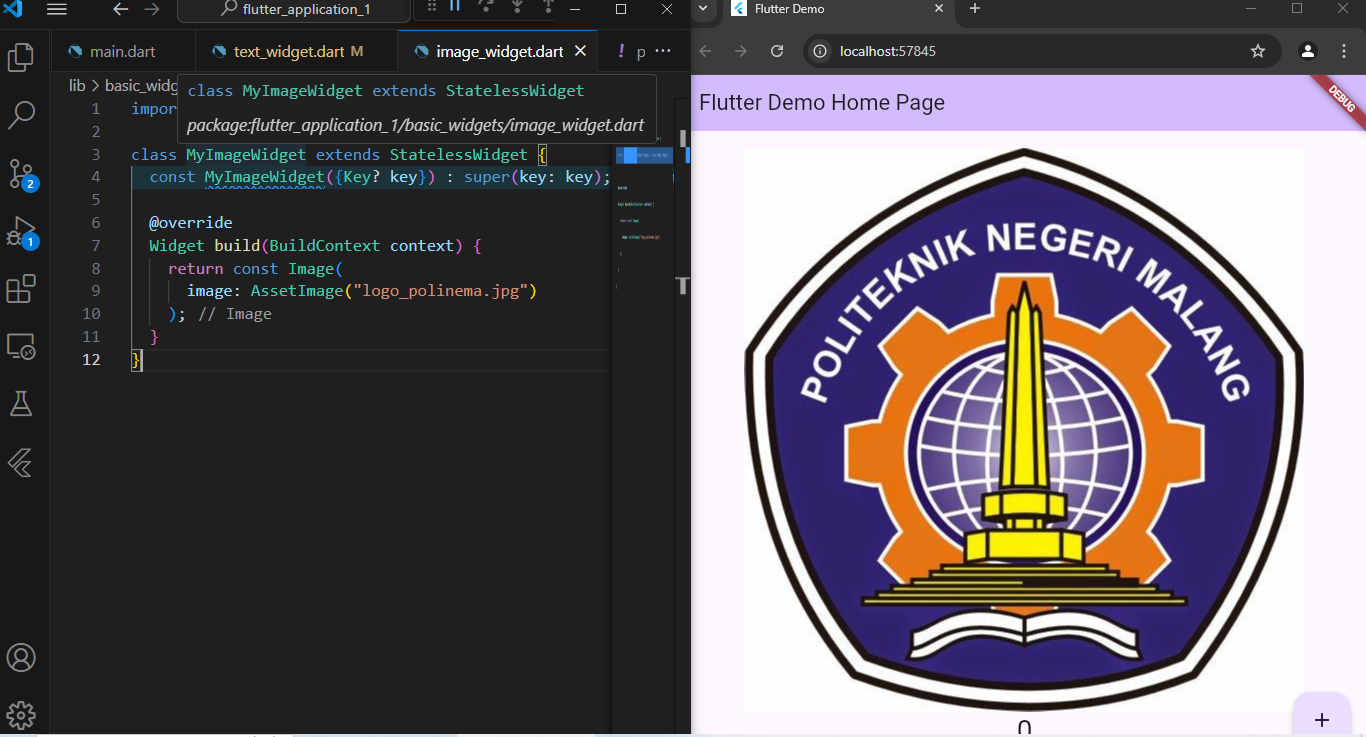 flutter_application_1
main.dart
text_widget.dart M
image_widget.dart
! p ...
lib > basic_widg
class MyImageWidget extends StatelessWidget
package:flutter_application_1/basic_widgets/image_widget.dart
1 impor
2
3 class MyImageWidget extends StatelessWidget {
4 const MyImageWidget({Key? key}) : super(key: key);
5
6 @override
7 Widget build(BuildContext context) {
8 return const Image(
9 image: AssetImage("logo_polinema.jpg")
10 ); // Image
11 }
12 }
2
1
Flutter Demo
localhost:57845
Flutter Demo Home Page
DEBUG
POLITEKNIK NEGERI MALANG
0
+